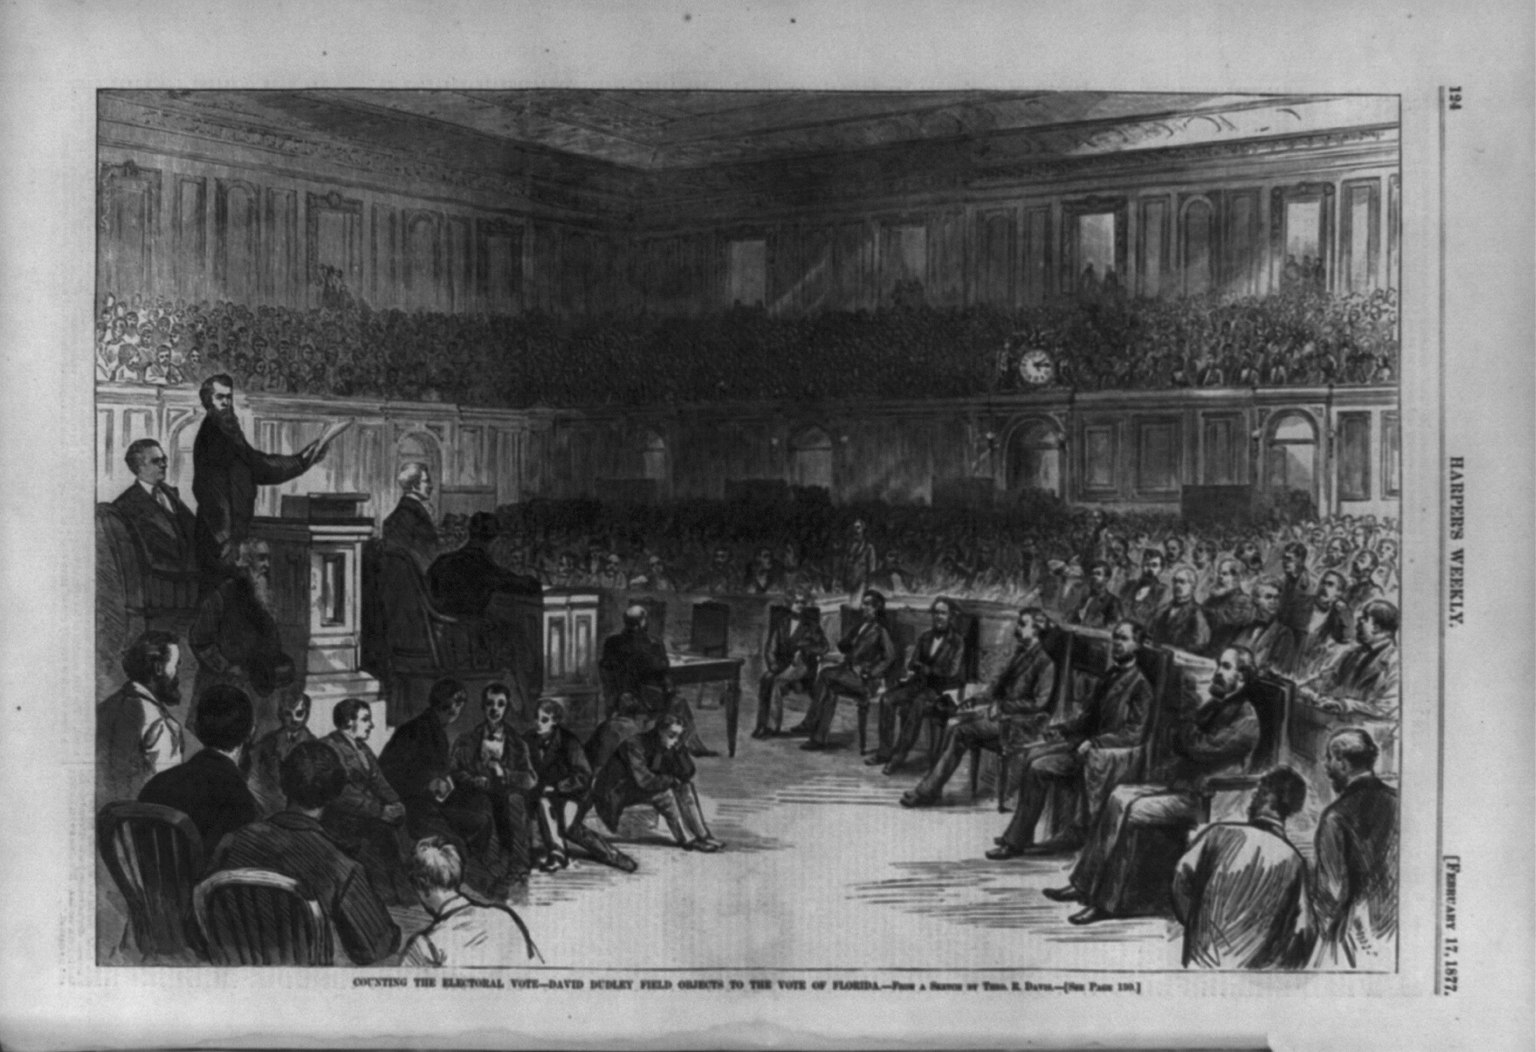 124
HARPER'S WEEKLY.
[FEBRUARY 17, 1877.
COUNTING THE ELECTORAL VOTE—DAVID DUDLEY FIELD OBJECTS TO THE VOTE OF FLORIDA.—FROM A SKETCH BY THEO. R. DAVIS.—[SEE PAGE 130.]